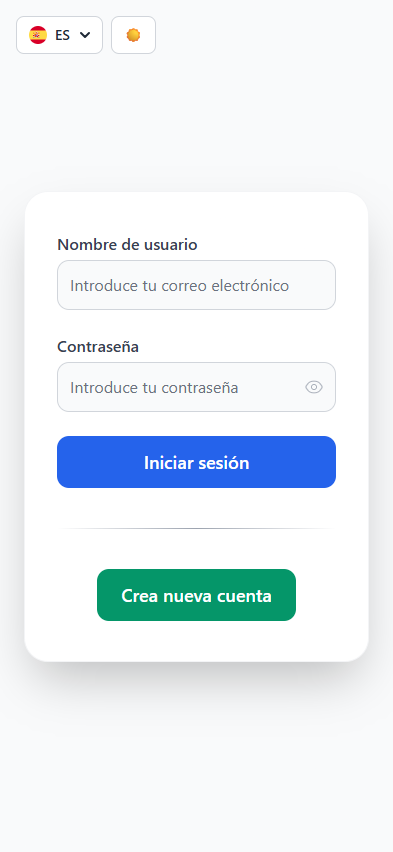 ES
Nombre de usuario
Introduce tu correo electrónico
Contraseña
Introduce tu contraseña
Iniciar sesión
Crea nueva cuenta